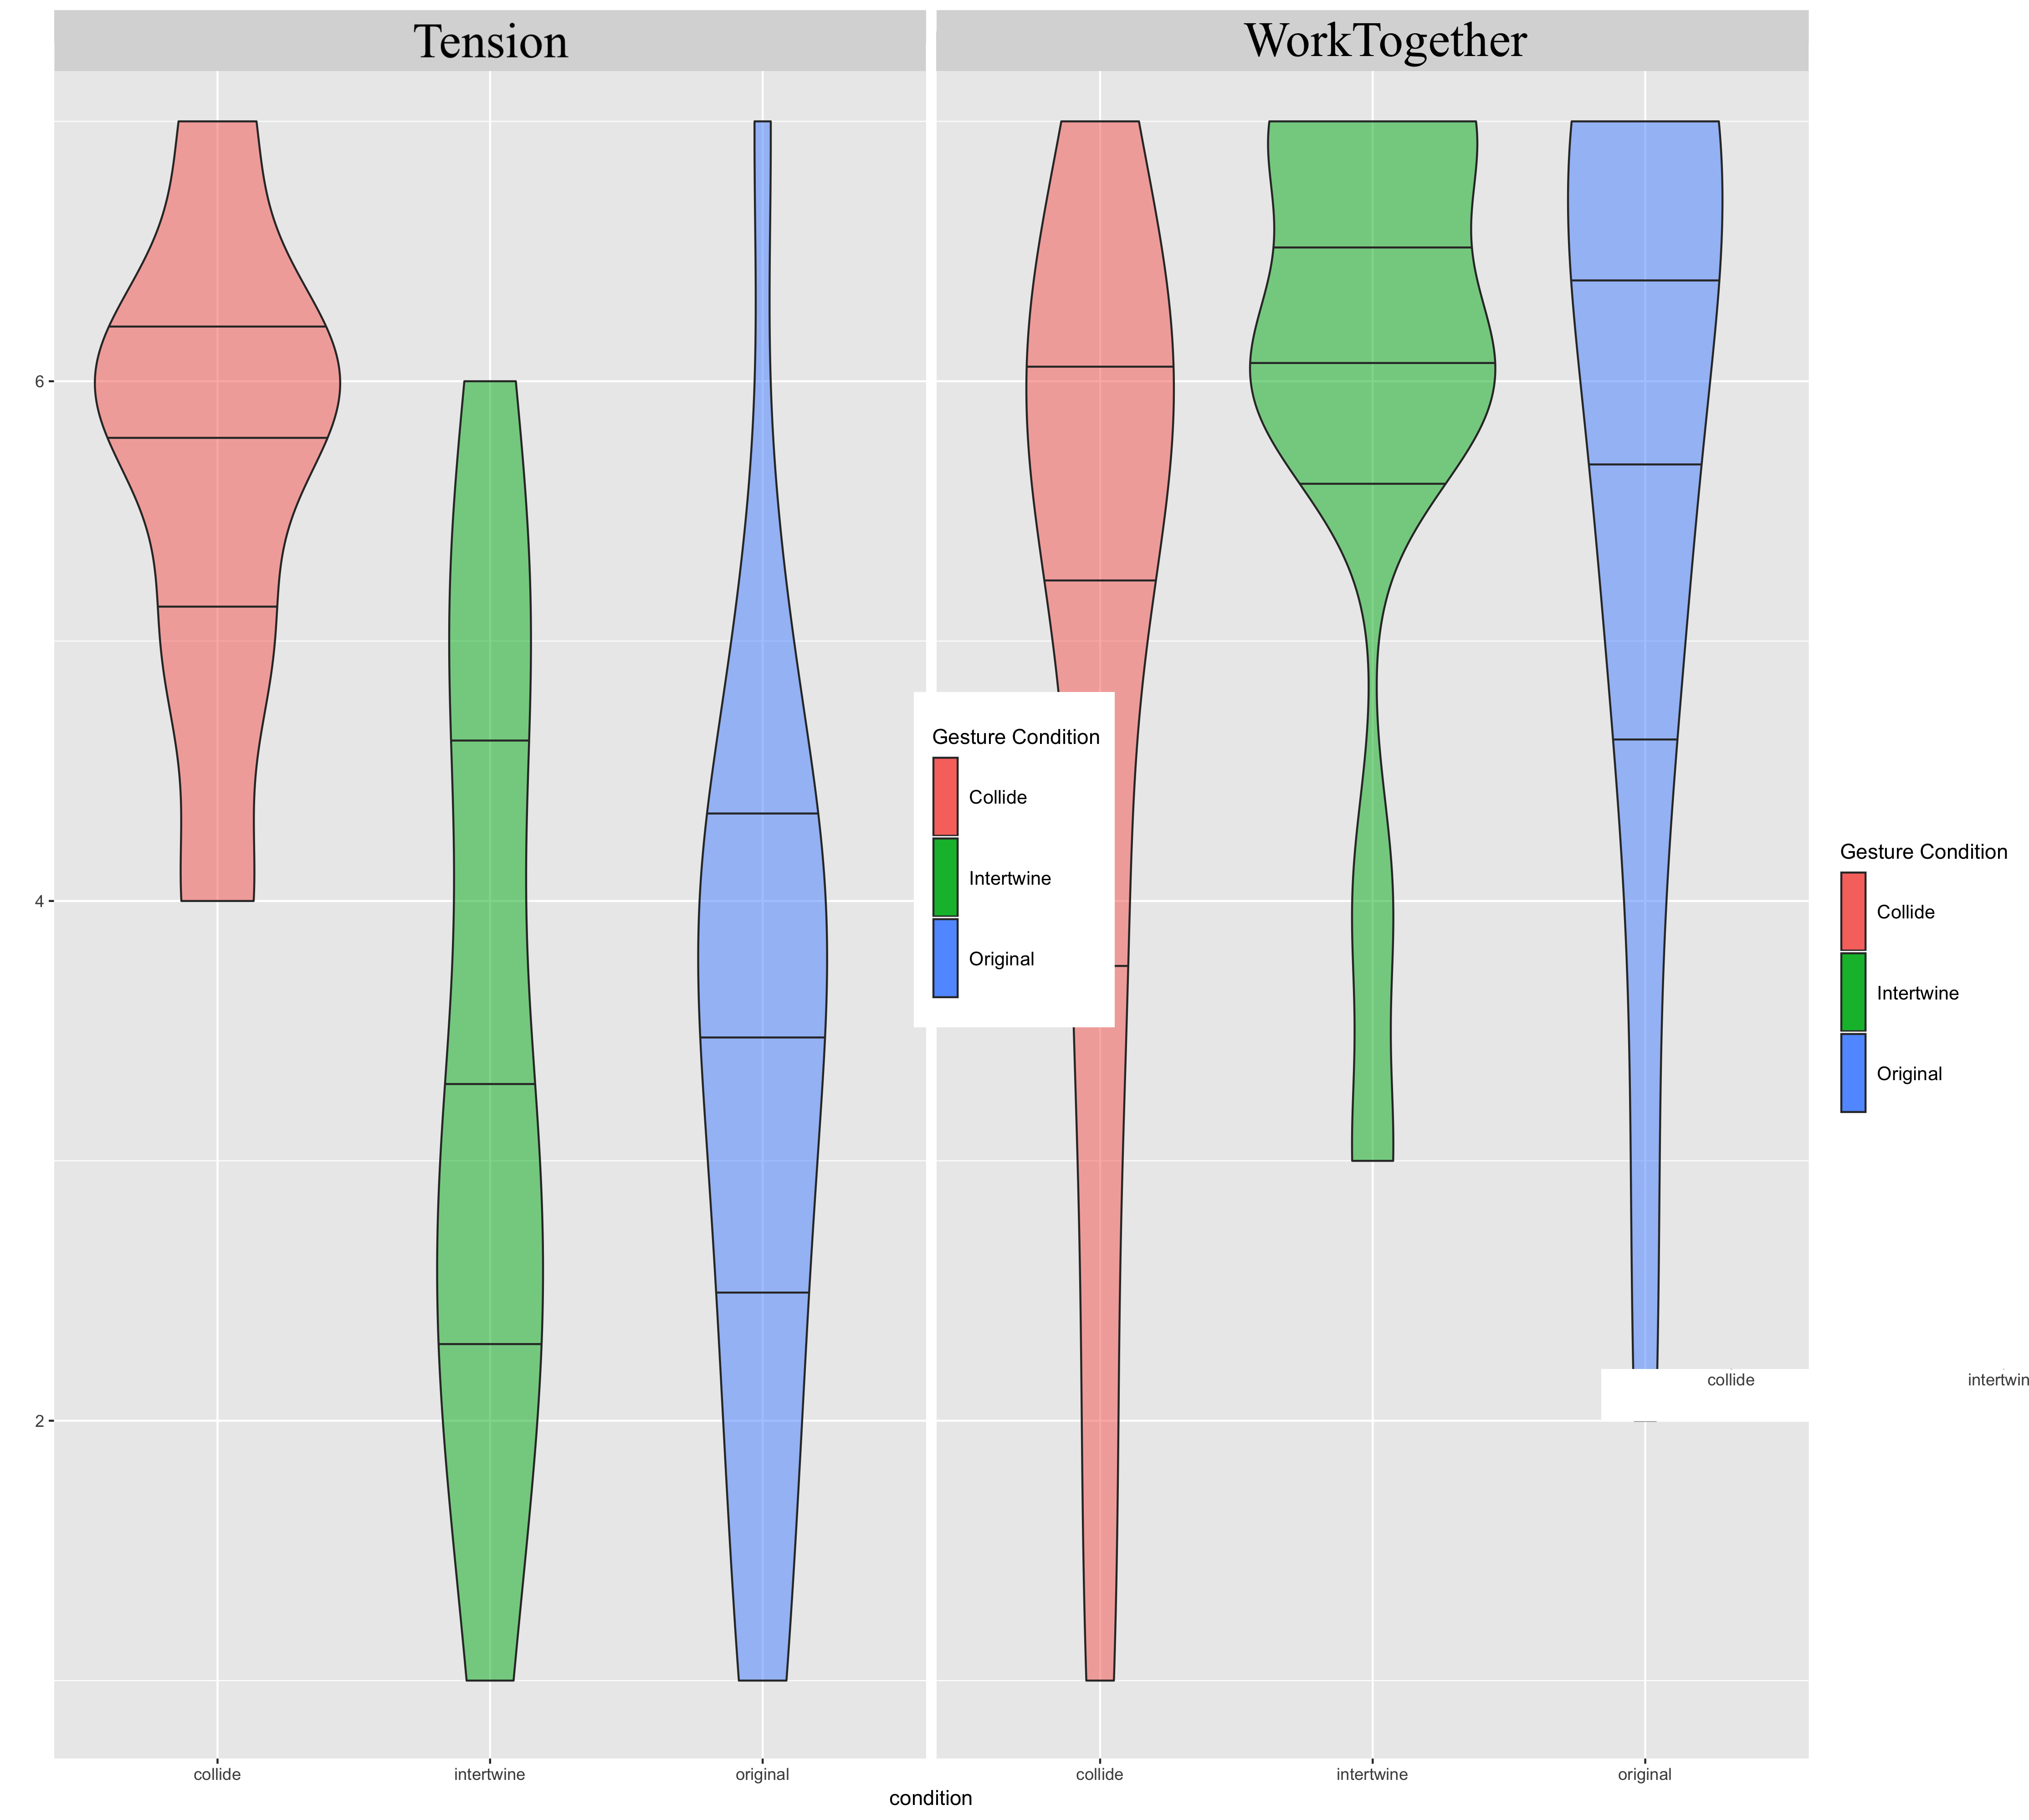 Tension
WorkTogether
6
4
2
Gesture Condition
Collide
Intertwine
Original
Gesture Condition
Collide
Intertwine
Original
collide intertwin
collide intertwine original collide intertwine original
condition